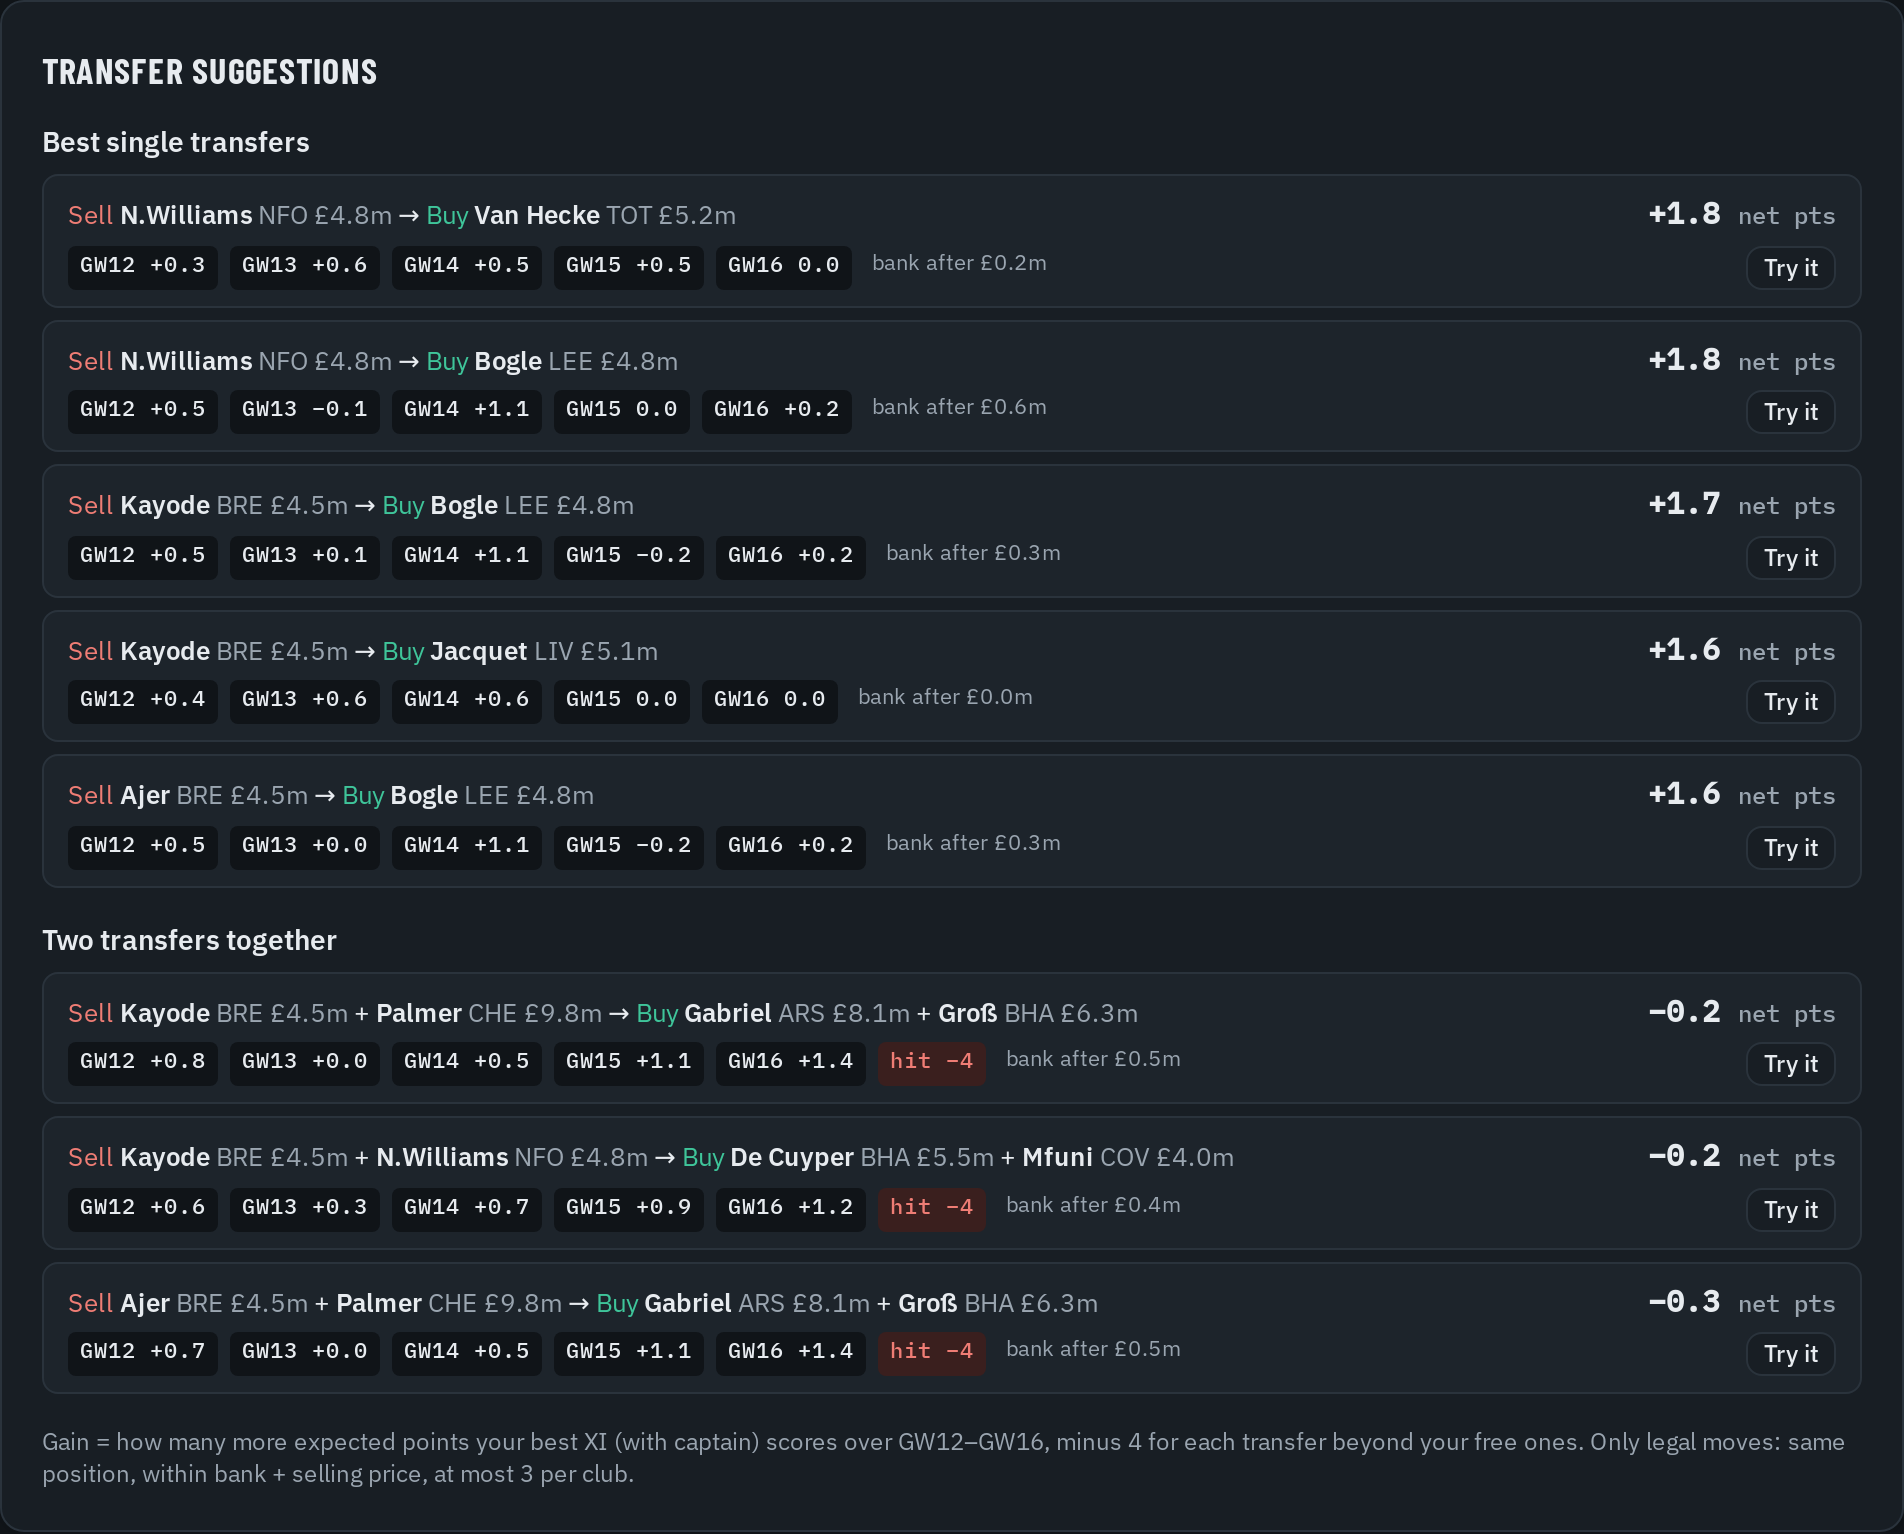 TRANSFER SUGGESTIONS
Best single transfers
Sell N.Williams NFO £4.8m → Buy Van Hecke TOT £5.2m
+1.8 net pts
GW12 +0.3 GW13 +0.6 GW14 +0.5 GW15 +0.5 GW16 0.0 bank after £0.2m
Try it
Sell N.Williams NFO £4.8m → Buy Bogle LEE £4.8m
+1.8 net pts
GW12 +0.5 GW13 −0.1 GW14 +1.1 GW15 0.0 GW16 +0.2 bank after £0.6m
Try it
Sell Kayode BRE £4.5m → Buy Bogle LEE £4.8m
+1.7 net pts
GW12 +0.5 GW13 +0.1 GW14 +1.1 GW15 −0.2 GW16 +0.2 bank after £0.3m
Try it
Sell Kayode BRE £4.5m → Buy Jacquet LIV £5.1m
+1.6 net pts
GW12 +0.4 GW13 +0.6 GW14 +0.6 GW15 0.0 GW16 0.0 bank after £0.0m
Try it
Sell Ajer BRE £4.5m → Buy Bogle LEE £4.8m
+1.6 net pts
GW12 +0.5 GW13 +0.0 GW14 +1.1 GW15 −0.2 GW16 +0.2 bank after £0.3m
Try it
Two transfers together
Sell Kayode BRE £4.5m + Palmer CHE £9.8m → Buy Gabriel ARS £8.1m + Groß BHA £6.3m
−0.2 net pts
GW12 +0.8 GW13 +0.0 GW14 +0.5 GW15 +1.1 GW16 +1.4 hit −4 bank after £0.5m
Try it
Sell Kayode BRE £4.5m + N.Williams NFO £4.8m → Buy De Cuyper BHA £5.5m + Mfuni COV £4.0m
−0.2 net pts
GW12 +0.6 GW13 +0.3 GW14 +0.7 GW15 +0.9 GW16 +1.2 hit −4 bank after £0.4m
Try it
Sell Ajer BRE £4.5m + Palmer CHE £9.8m → Buy Gabriel ARS £8.1m + Groß BHA £6.3m
−0.3 net pts
GW12 +0.7 GW13 +0.0 GW14 +0.5 GW15 +1.1 GW16 +1.4 hit −4 bank after £0.5m
Try it
Gain = how many more expected points your best XI (with captain) scores over GW12–GW16, minus 4 for each transfer beyond your free ones. Only legal moves: same
position, within bank + selling price, at most 3 per club.